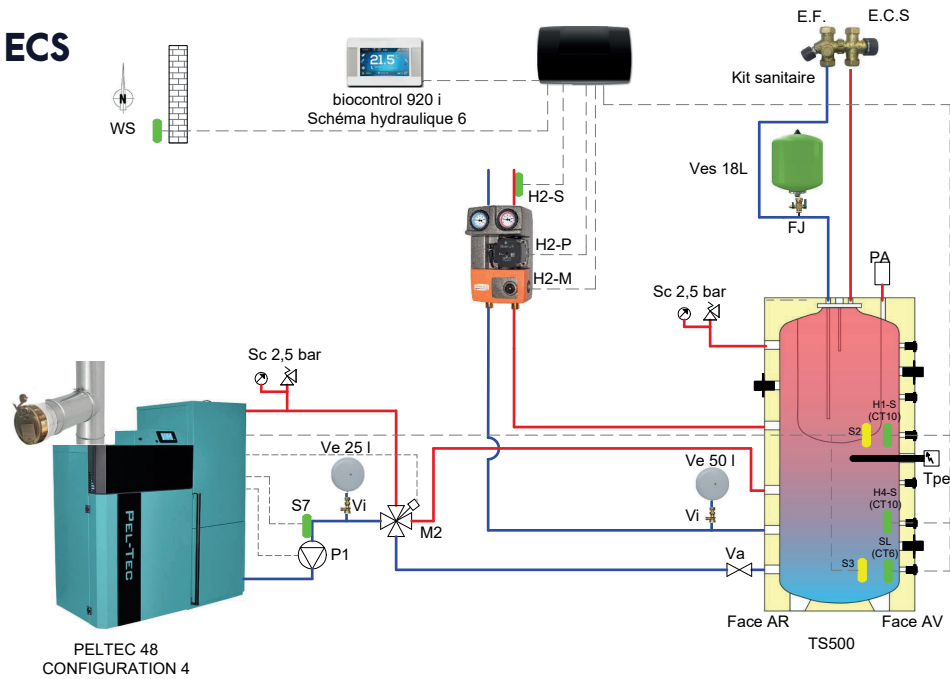 ECS
E.F.
E.C.S
21.5
Kit sanitaire
biocontrol 920 i
Schéma hydraulique 6
N
WS
Ves 18L
H2-S
FJ
H2-P
PA
H2-M
Sc 2,5 bar
Sc 2,5 bar
H1-S
(CT10)
S2
Ve 25 l
Ve 50 l
Tpe
H4-S
(CT10)
S7
Vi
Vi
M2
SL
(CT6)
P1
PEL-TEC
Va
S3
Face AR
Face AV
TS500
PELTEC 48
CONFIGURATION 4